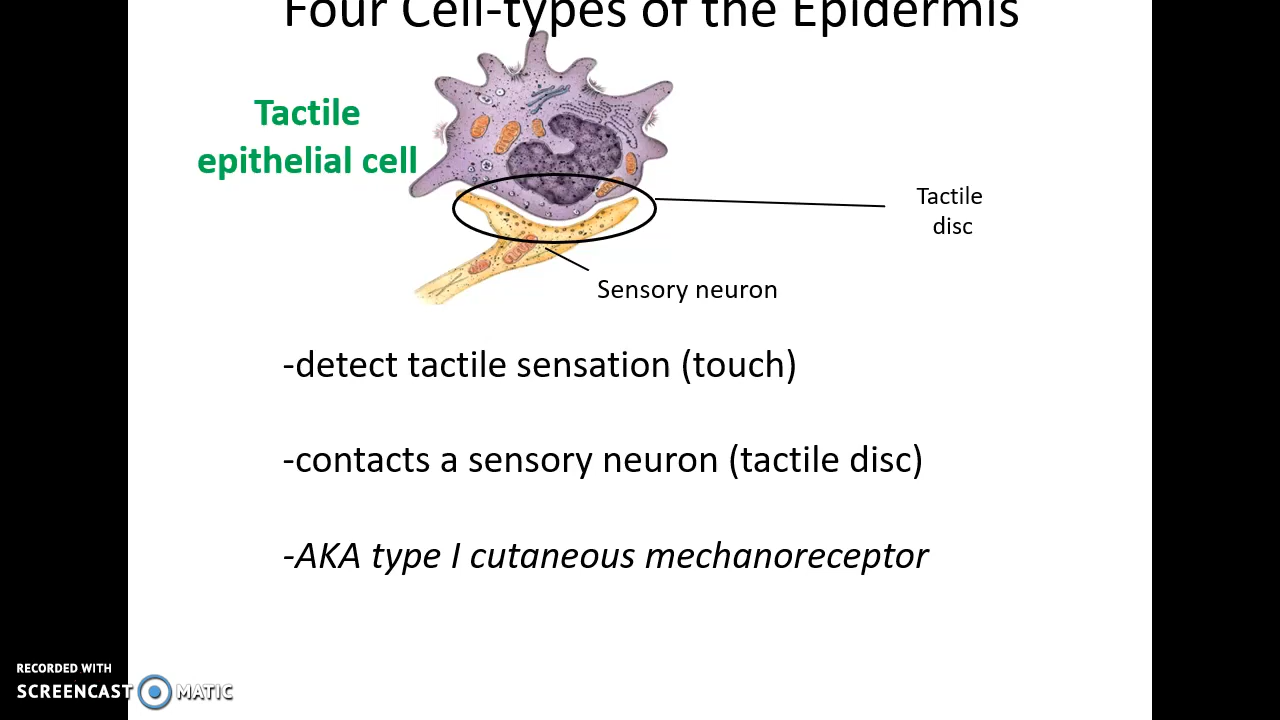 Four Cell-types of the Epidermis
Tactile
epithelial cell
Tactile
disc
Sensory neuron
-detect tactile sensation (touch)
-contacts a sensory neuron (tactile disc)
-AKA type I cutaneous mechanoreceptor
RECORDED WITH
SCREENCAST MATIC